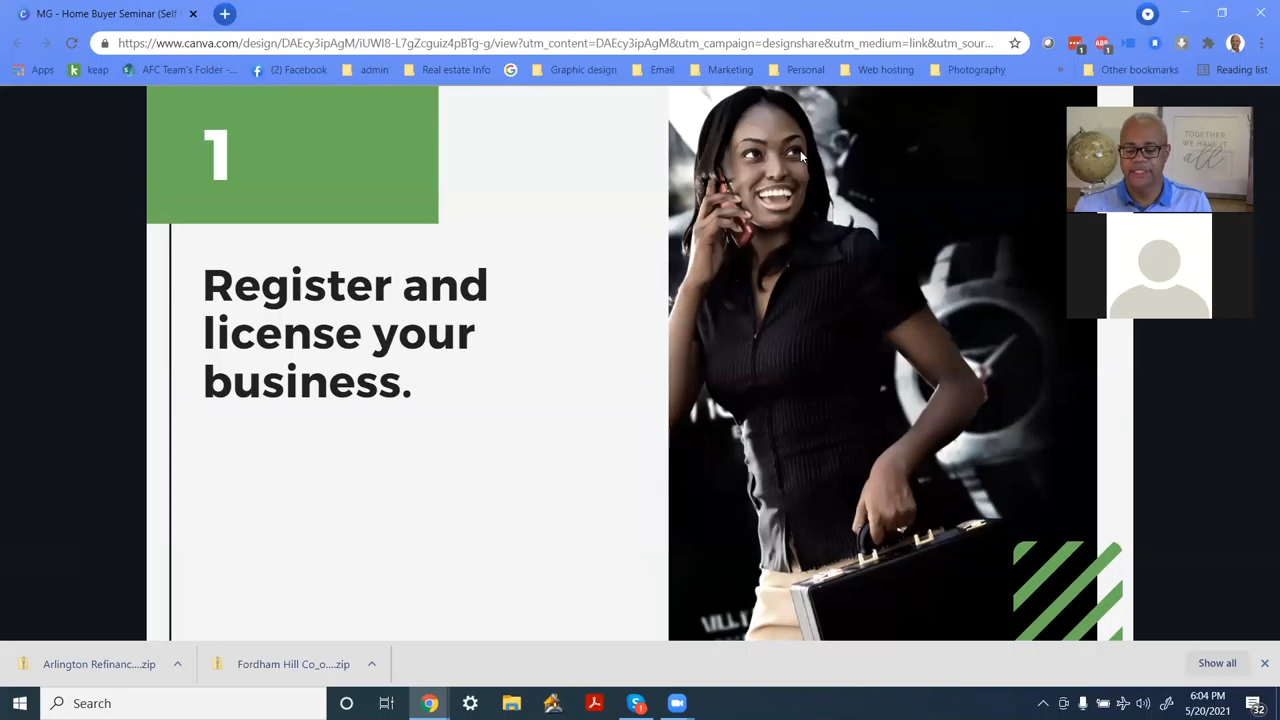 MG - Home Buyer Seminar (Self
https://www.canva.com/design/DAEcy3ipAgM/iUWI8-L7gZcguiz4pBTg-g/view?utm_content=DAEcy3ipAgM&utm_campaign=designshare&utm_medium=link&utm_sour...
Apps
keap
AFC Team's Folder -...
(2) Facebook
admin
Real estate Info
Graphic design
Email
Marketing
Personal
Web hosting
Photography
»
Other bookmarks
Reading list
1
Register and
license your
business.
TOGETHER
WE HAVE IT
all
Arlington Refinanc....zip
Fordham Hill Co_o....zip
Show all
Search
6:04 PM
5/20/2021
32